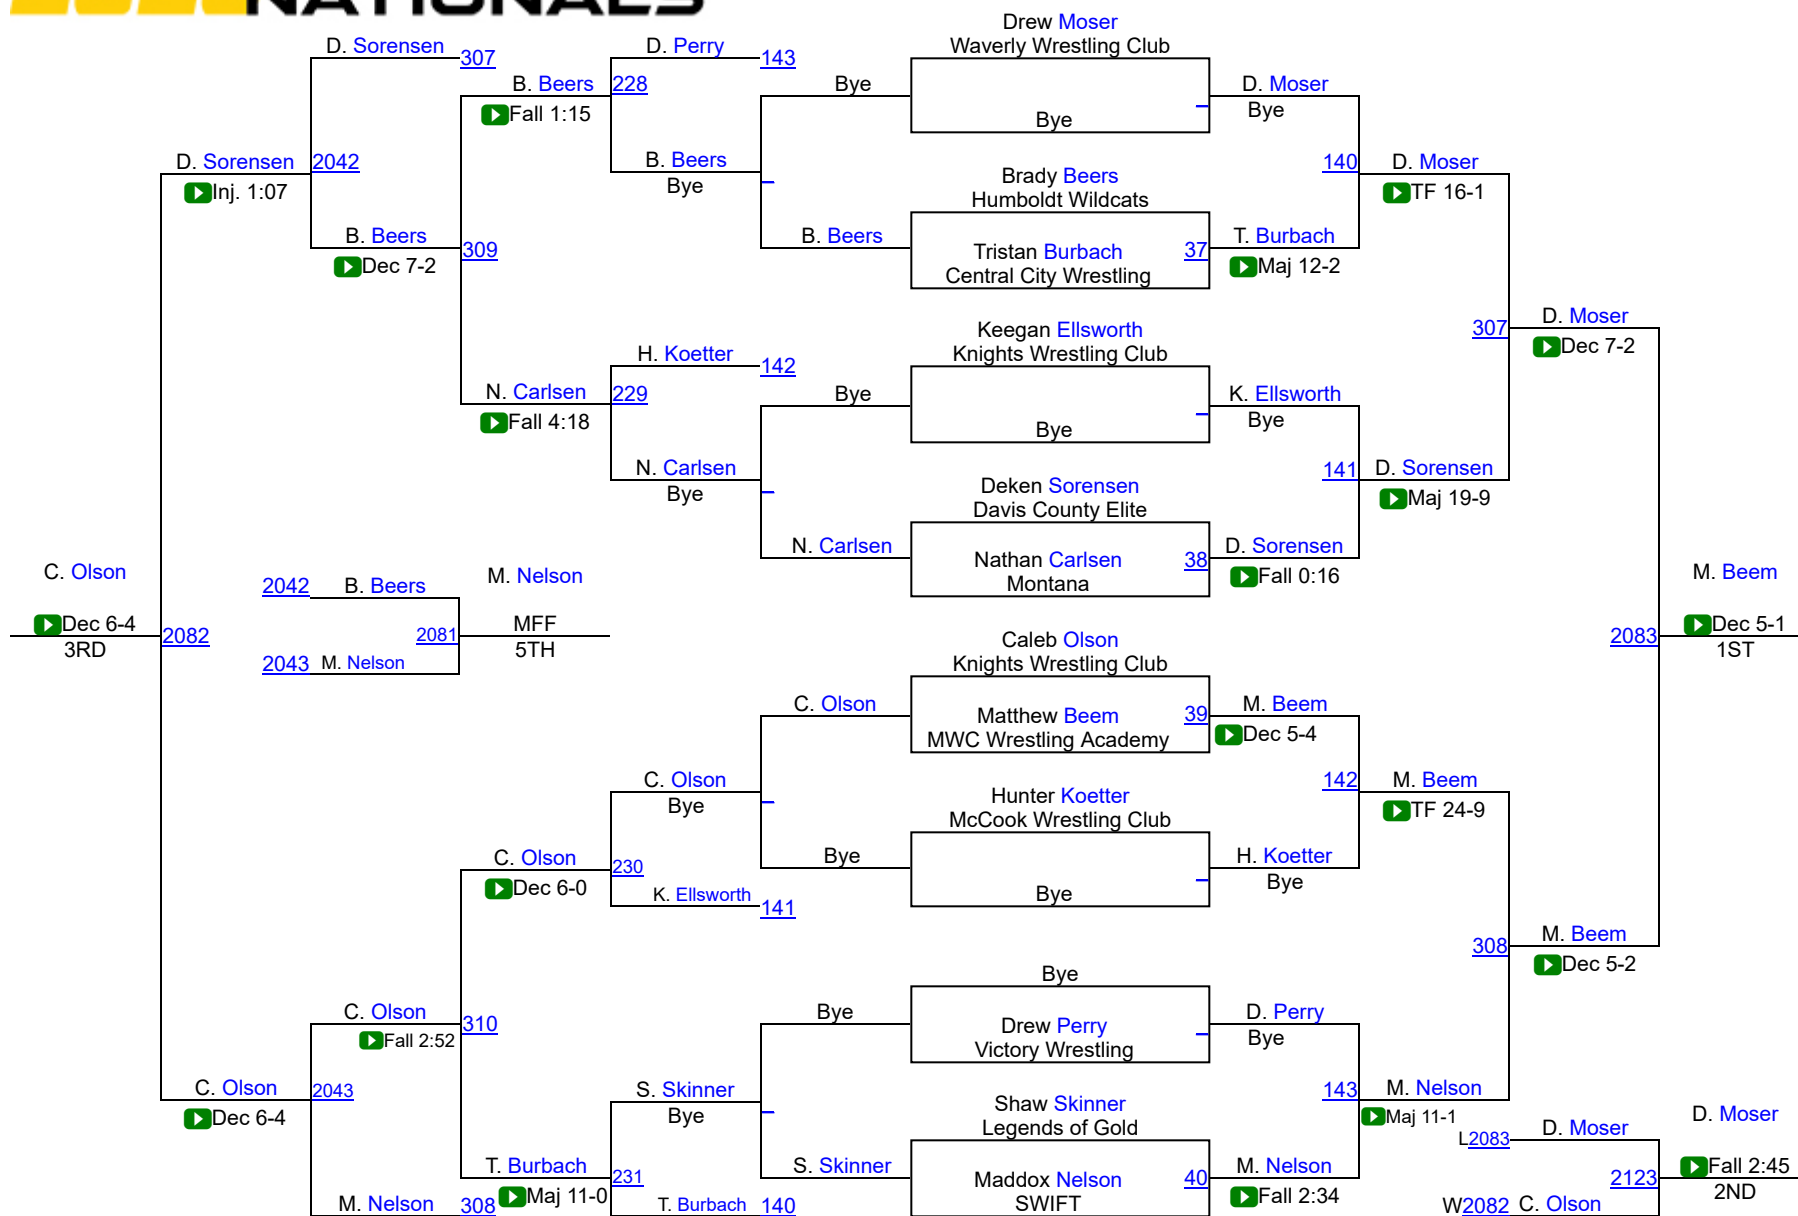 NATIONALS
Drew Moser
Waverly Wrestling Club
Bye
D. Moser
Bye
Brady Beers
Humboldt Wildcats
Tristan Burbach
Central City Wrestling
37
T. Burbach
Maj 12-2
140
D. Moser
TF 16-1
Keegan Ellsworth
Knights Wrestling Club
Bye
K. Ellsworth
Bye
Deken Sorensen
Davis County Elite
Nathan Carlsen
Montana
38
D. Sorensen
Fall 0:16
141
D. Sorensen
Maj 19-9
307
D. Moser
Dec 7-2
Caleb Olson
Knights Wrestling Club
Matthew Beem
MWC Wrestling Academy
39
M. Beem
Dec 5-4
Hunter Koetter
McCook Wrestling Club
Bye
H. Koetter
Bye
142
M. Beem
TF 24-9
Bye
Drew Perry
Victory Wrestling
D. Perry
Bye
Shaw Skinner
Legends of Gold
Maddox Nelson
SWIFT
40
M. Nelson
Fall 2:34
143
M. Nelson
Maj 11-1
308
M. Beem
Dec 5-2
2083
M. Beem
Dec 5-1
1ST
L2083
D. Moser
W2082
C. Olson
2123
D. Moser
Fall 2:45
2ND
Bye
B. Beers
B. Beers
Bye
D. Perry
143
228
B. Beers
Fall 1:15
Bye
N. Carlsen
N. Carlsen
Bye
H. Koetter
142
229
N. Carlsen
Fall 4:18
309
B. Beers
Dec 7-2
D. Sorensen
307
2042
D. Sorensen
Inj. 1:07
C. Olson
Bye
C. Olson
Bye
K. Ellsworth
141
230
C. Olson
Dec 6-0
Bye
S. Skinner
S. Skinner
Bye
T. Burbach
140
231
T. Burbach
Maj 11-0
310
C. Olson
Fall 2:52
M. Nelson
308
2043
C. Olson
Dec 6-4
2082
C. Olson
Dec 6-4
3RD
2042
B. Beers
2043
M. Nelson
2081
M. Nelson
MFF
5TH